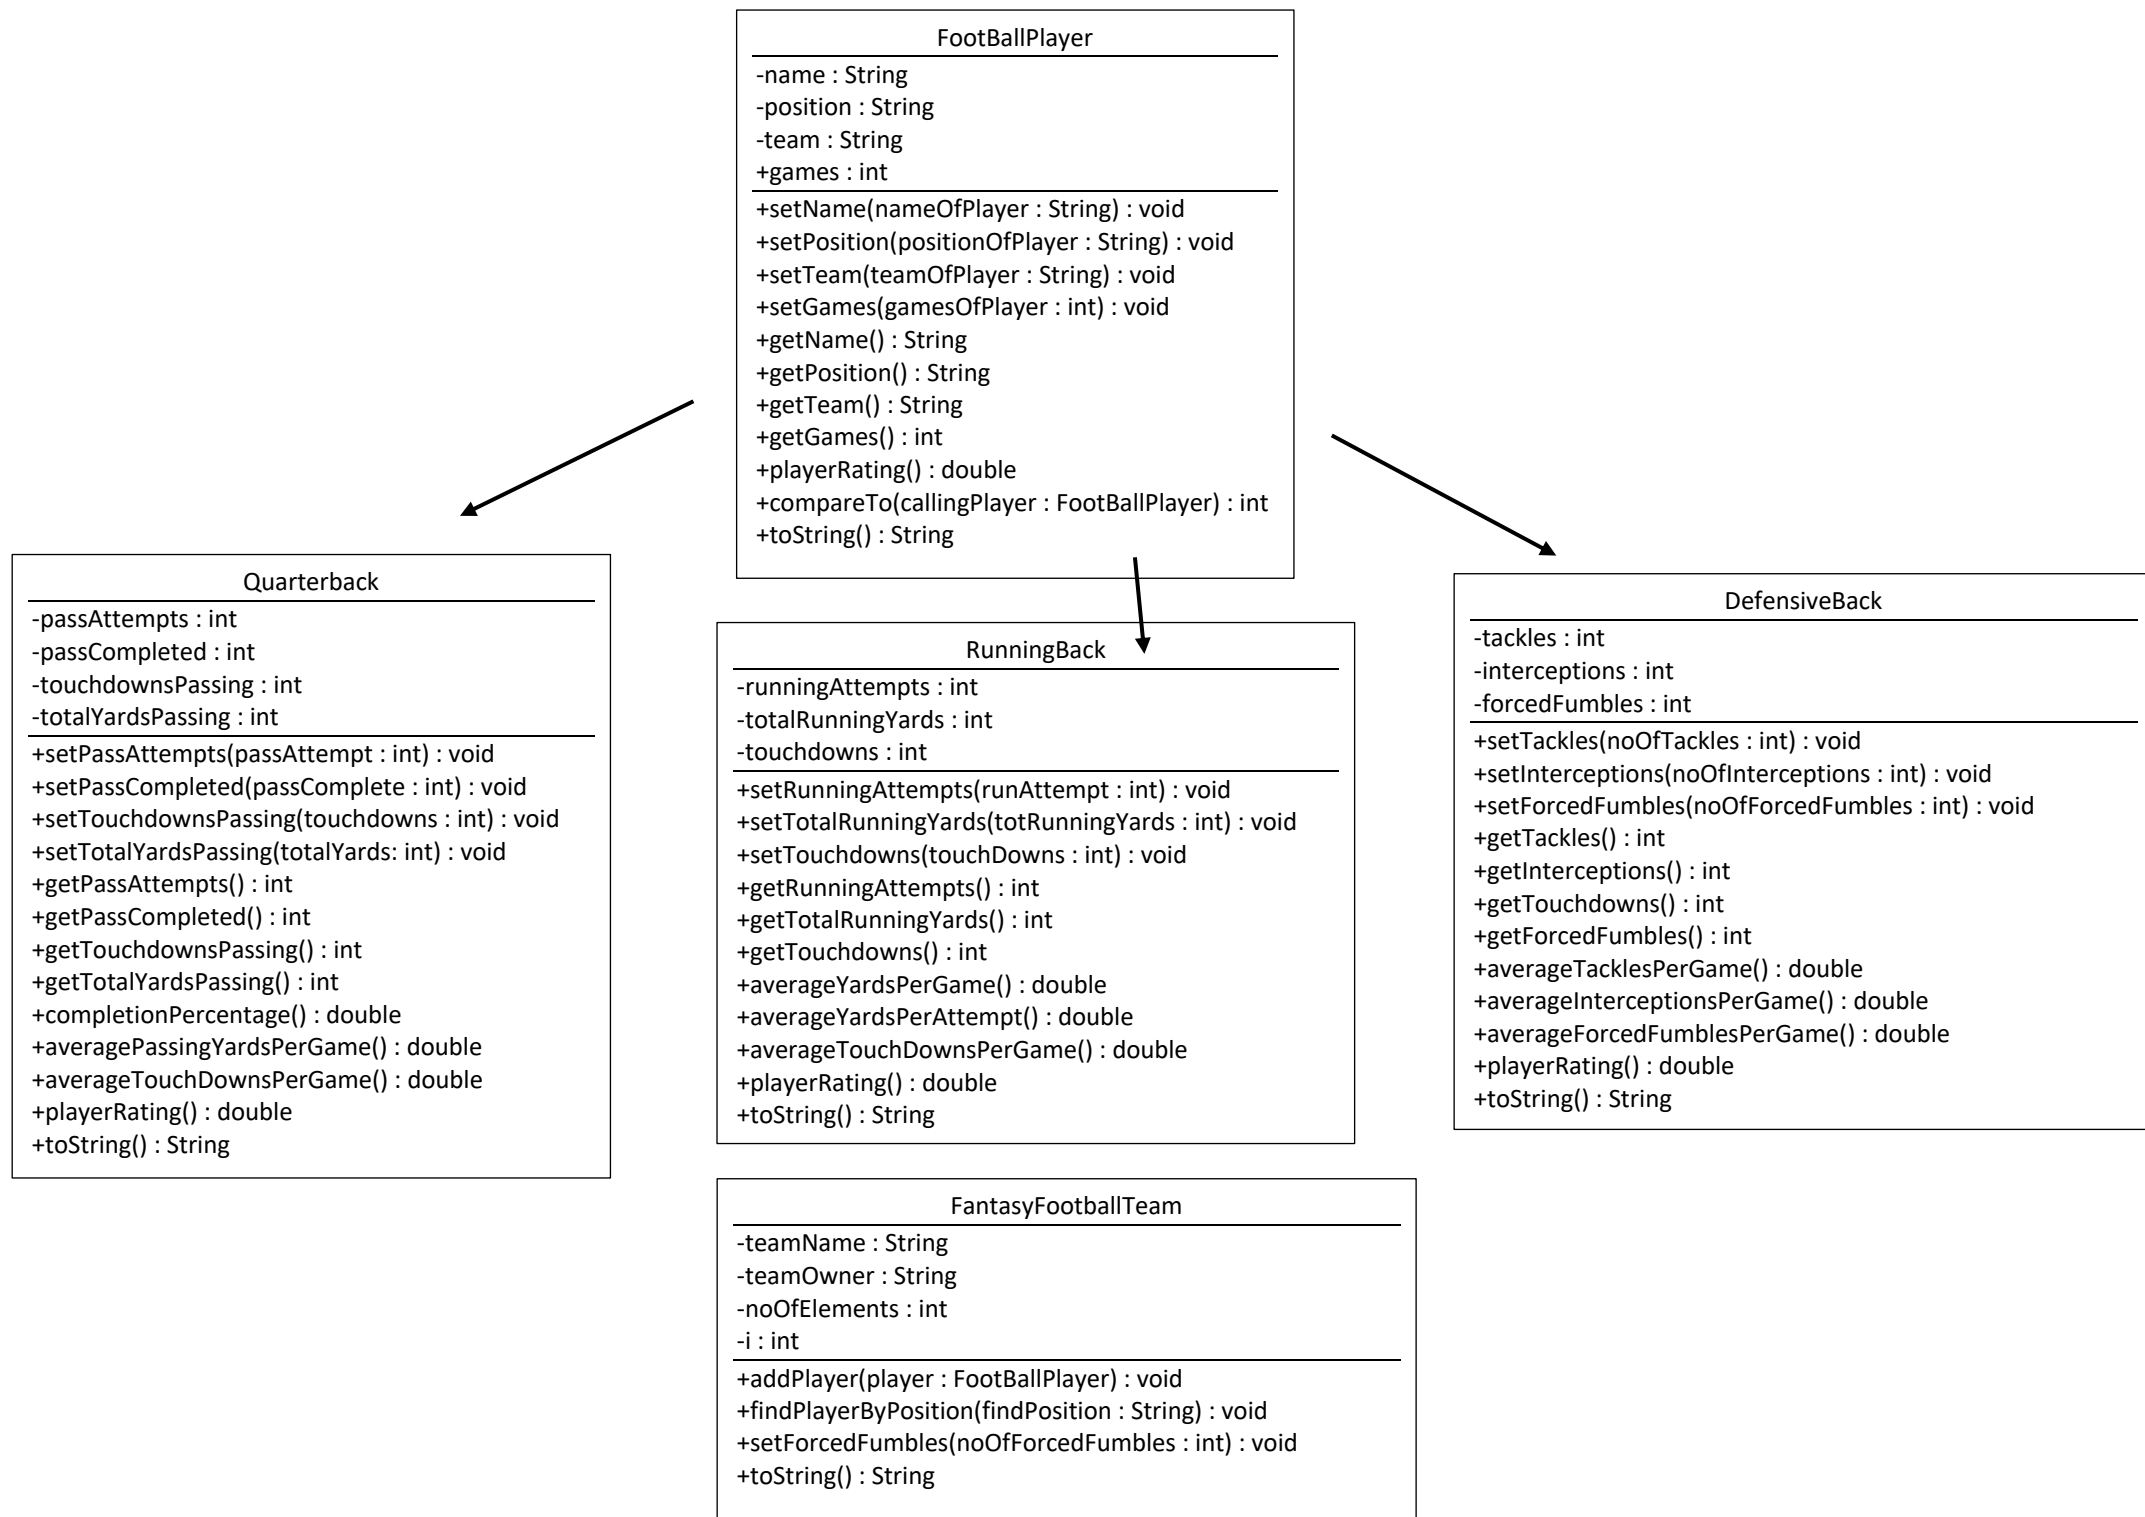 FootBallPlayer
-name : String
-position : String
-team : String
+games : int
+setName(nameOfPlayer : String) : void
+setPosition(positionOfPlayer : String) : void
+setTeam(teamOfPlayer : String) : void
+setGames(gamesOfPlayer : int) : void
+getName() : String
+getPosition() : String
+getTeam() : String
+getGames() : int
+playerRating() : double
+compareTo(callingPlayer : FootBallPlayer) : int
+toString() : String
Quarterback
-passAttempts : int
-passCompleted : int
-touchdownsPassing : int
-totalYardsPassing : int
+setPassAttempts(passAttempt : int) : void
+setPassCompleted(passComplete : int) : void
+setTouchdownsPassing(touchdowns : int) : void
+setTotalYardsPassing(totalYards: int) : void
+getPassAttempts() : int
+getPassCompleted() : int
+getTouchdownsPassing() : int
+getTotalYardsPassing() : int
+completionPercentage() : double
+averagePassingYardsPerGame() : double
+averageTouchDownsPerGame() : double
+playerRating() : double
+toString() : String
RunningBack
-runningAttempts : int
-totalRunningYards : int
-touchdowns : int
+setRunningAttempts(runAttempt : int) : void
+setTotalRunningYards(totRunningYards : int) : void
+setTouchdowns(touchDowns : int) : void
+getRunningAttempts() : int
+getTotalRunningYards() : int
+getTouchdowns() : int
+averageYardsPerGame() : double
+averageYardsPerAttempt() : double
+averageTouchDownsPerGame() : double
+playerRating() : double
+toString() : String
DefensiveBack
-tackles : int
-interceptions : int
-forcedFumbles : int
+setTackles(noOfTackles : int) : void
+setInterceptions(noOfInterceptions : int) : void
+setForcedFumbles(noOfForcedFumbles : int) : void
+getTackles() : int
+getInterceptions() : int
+getTouchdowns() : int
+getForcedFumbles() : int
+averageTacklesPerGame() : double
+averageInterceptionsPerGame() : double
+averageForcedFumblesPerGame() : double
+playerRating() : double
+toString() : String
FantasyFootballTeam
-teamName : String
-teamOwner : String
-noOfElements : int
-i : int
+addPlayer(player : FootBallPlayer) : void
+findPlayerByPosition(findPosition : String) : void
+setForcedFumbles(noOfForcedFumbles : int) : void
+toString() : String